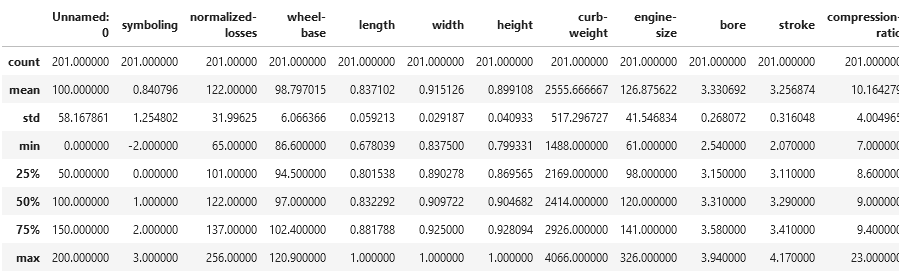 Unnamed: 0 symboling normalized-losses wheel-base length width height curb-weight engine-size bore stroke compression-ratio
count 201.000000 201.000000 201.00000 201.000000 201.000000 201.000000 201.000000 201.000000 201.000000 201.000000 201.000000 201.000000
mean 100.000000 0.840796 122.00000 98.797015 0.837102 0.915126 0.899108 2555.666667 126.875622 3.330692 3.256874 10.164279
std 58.167861 1.254802 31.99625 6.066366 0.059213 0.029187 0.040933 517.296727 41.546834 0.268072 0.316048 4.004965
min 0.000000 -2.000000 65.00000 86.600000 0.678039 0.837500 0.799331 1488.000000 61.000000 2.540000 2.070000 7.000000
25% 50.000000 0.000000 101.00000 94.500000 0.801538 0.890278 0.869565 2169.000000 98.000000 3.150000 3.110000 8.600000
50% 100.000000 1.000000 122.00000 97.000000 0.832292 0.909722 0.904682 2414.000000 120.000000 3.310000 3.290000 9.000000
75% 150.000000 2.000000 137.00000 102.400000 0.881788 0.925000 0.928094 2926.000000 141.000000 3.580000 3.410000 9.400000
max 200.000000 3.000000 256.00000 120.900000 1.000000 1.000000 1.000000 4066.000000 326.000000 3.940000 4.170000 23.000000